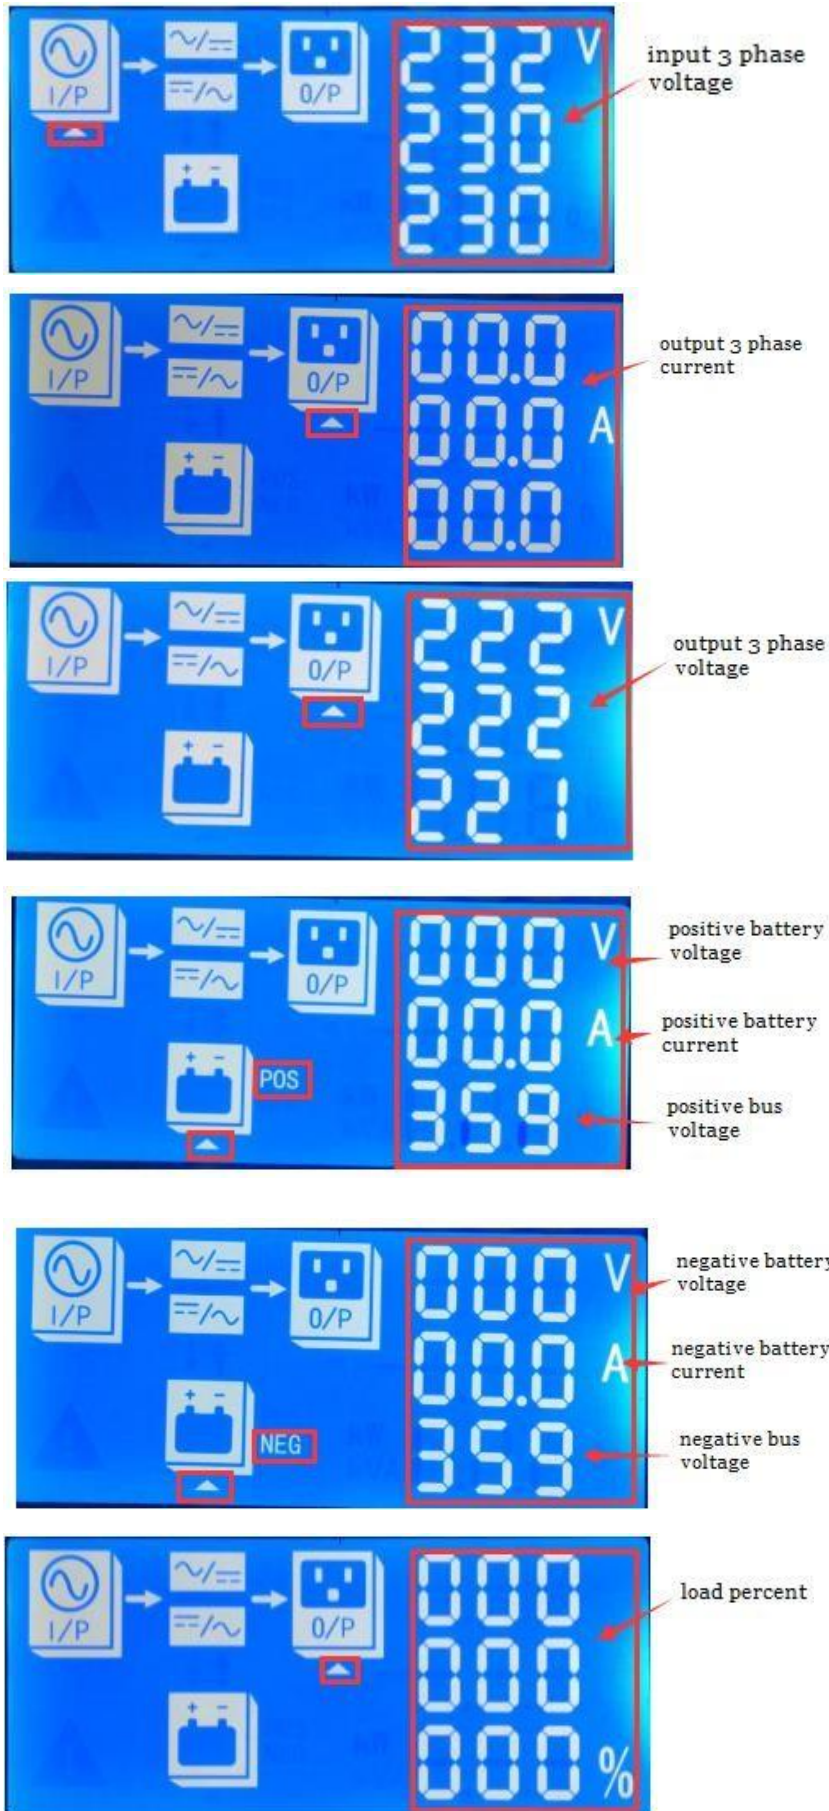 I/P
O/P
232 V
230
230
input 3 phase
voltage
I/P
O/P
00.0
00.0 A
00.0
output 3 phase
current
I/P
O/P
222 V
222
221
output 3 phase
voltage
I/P
O/P
+ -
POS
000 V
00.0 A
359
positive battery
voltage
positive battery
current
positive bus
voltage
I/P
O/P
+ -
NEG
000 V
00.0 A
359
negative battery
voltage
negative battery
current
negative bus
voltage
I/P
O/P
+ -
000
000
000 %
load percent